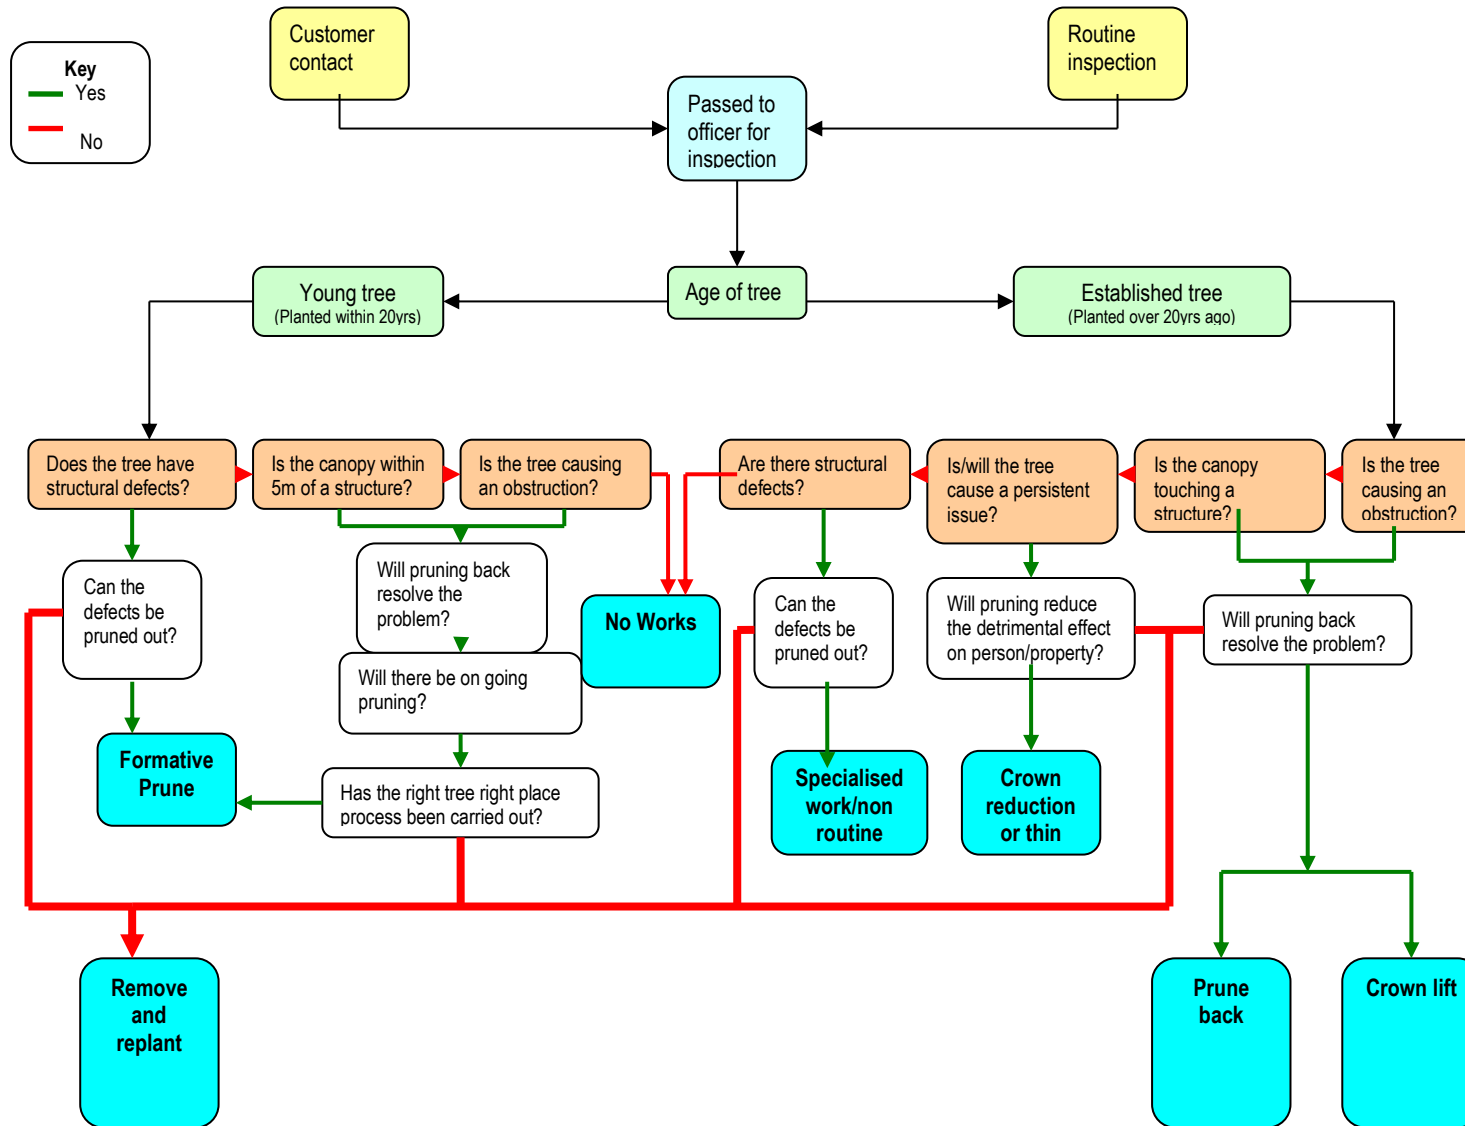 Customer
contact
Routine
inspection
Key
Yes
No
Passed to
officer for
inspection
Young tree
(Planted within 20yrs)
Age of tree
Established tree
(Planted over 20yrs ago)
Does the tree have
structural defects?
Is the canopy within
5m of a structure?
Is the tree causing
an obstruction?
Are there structural
defects?
Is/will the tree
cause a persistent
issue?
Is the canopy
touching a
structure?
Is the tree
causing an
obstruction?
Can the
defects be
pruned out?
Will pruning back
resolve the
problem?
No Works
Can the
defects be
pruned out?
Will pruning reduce
the detrimental effect
on person/property?
Will pruning back
resolve the problem?
Will there be on going
pruning?
Formative
Prune
Has the right tree right place
process been carried out?
Specialised
work/non
routine
Crown
reduction
or thin
Remove
and
replant
Prune
back
Crown lift